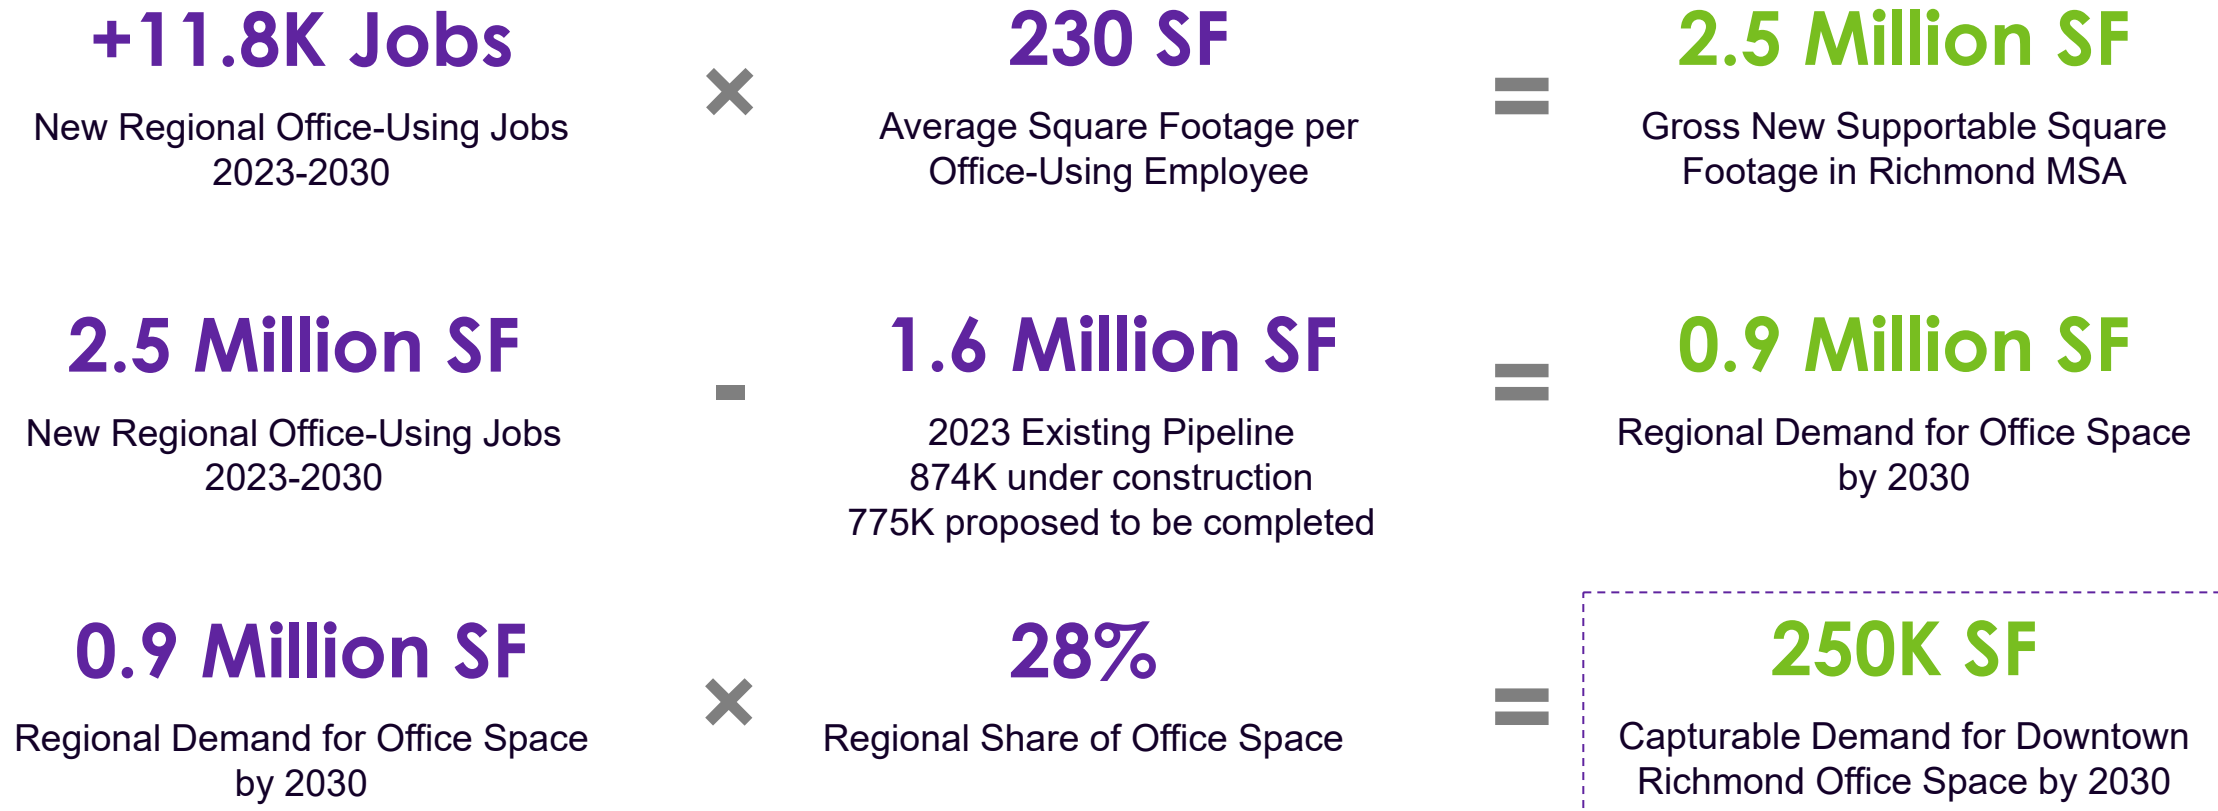 +11.8K Jobs
New Regional Office-Using Jobs
2023-2030
×
230 SF
Average Square Footage per
Office-Using Employee
=
2.5 Million SF
Gross New Supportable Square
Footage in Richmond MSA
2.5 Million SF
New Regional Office-Using Jobs
2023-2030
-
1.6 Million SF
2023 Existing Pipeline
874K under construction
775K proposed to be completed
=
0.9 Million SF
Regional Demand for Office Space
by 2030
0.9 Million SF
Regional Demand for Office Space
by 2030
×
28%
Regional Share of Office Space
=
250K SF
Capturable Demand for Downtown
Richmond Office Space by 2030